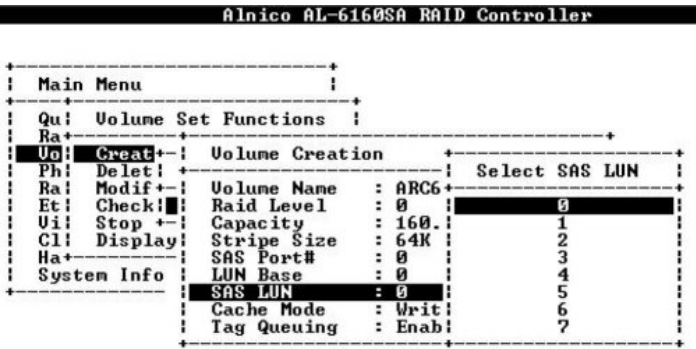 Alnico AL-6160SA RAID Controller
Main Menu
Qu Volume Set Functions
Ra
Vo Creat Volume Creation
Ph Delet Select SAS LUN
Ra Modif Volume Name : ARC6
Et Check Raid Level : 0 0
Vi Stop Capacity : 160. 1
Cl Display Stripe Size : 64K 2
Ha SAS Port# : 0 3
System Info LUN Base : 0 4
SAS LUN : 0 5
Cache Mode : Writ 6
Tag Queuing : Enab 7